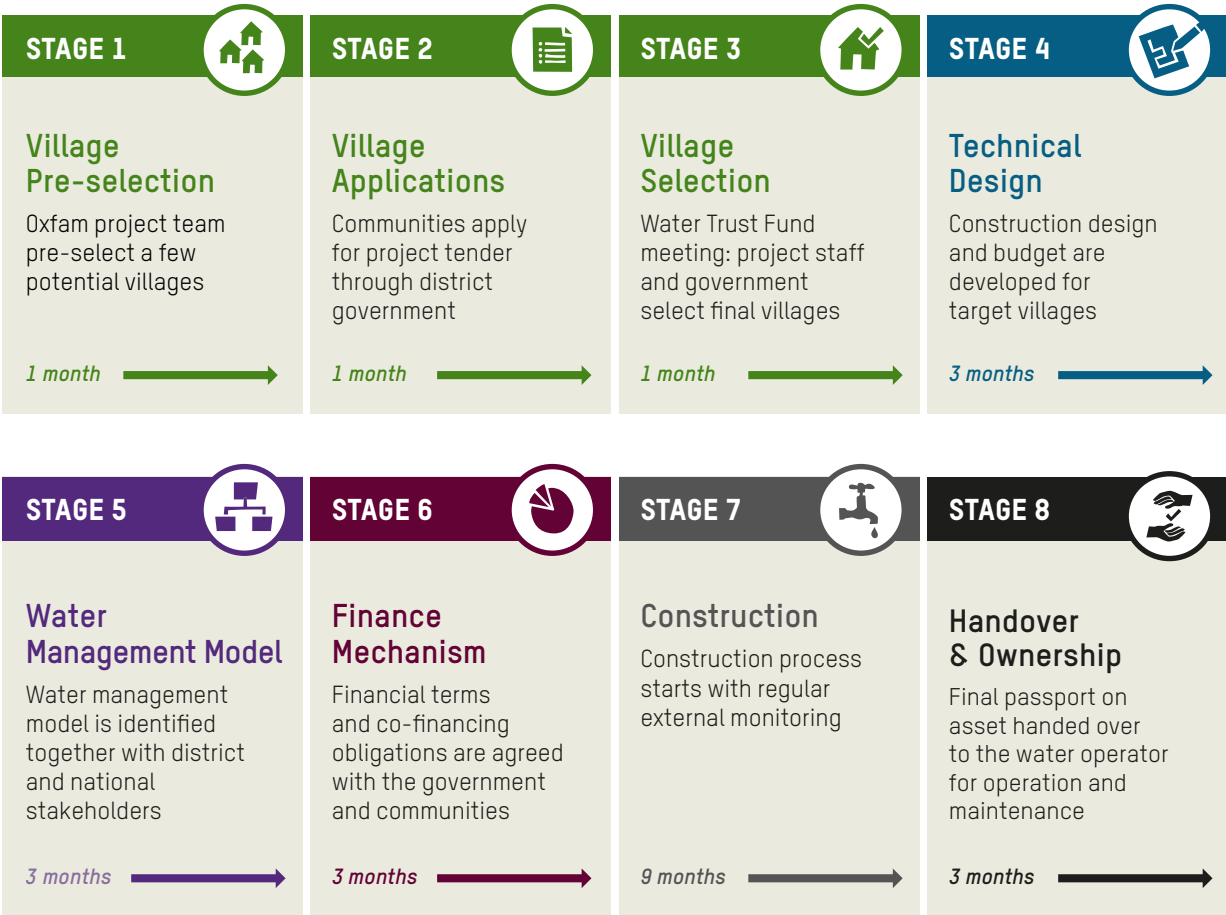 STAGE 1
Village
Pre-selection
Oxfam project team
pre-select a few
potential villages
1 month
STAGE 2
Village
Applications
Communities apply
for project tender
through district
government
1 month
STAGE 3
Village
Selection
Water Trust Fund
meeting: project staff
and government
select final villages
1 month
STAGE 4
Technical
Design
Construction design
and budget are
developed for
target villages
3 months
STAGE 5
Water
Management Model
Water management
model is identified
together with district
and national
stakeholders
3 months
STAGE 6
Finance
Mechanism
Financial terms
and co-financing
obligations are agreed
with the government
and communities
3 months
STAGE 7
Construction
Construction process
starts with regular
external monitoring
9 months
STAGE 8
Handover
& Ownership
Final passport on
asset handed over
to the water operator
for operation and
maintenance
3 months